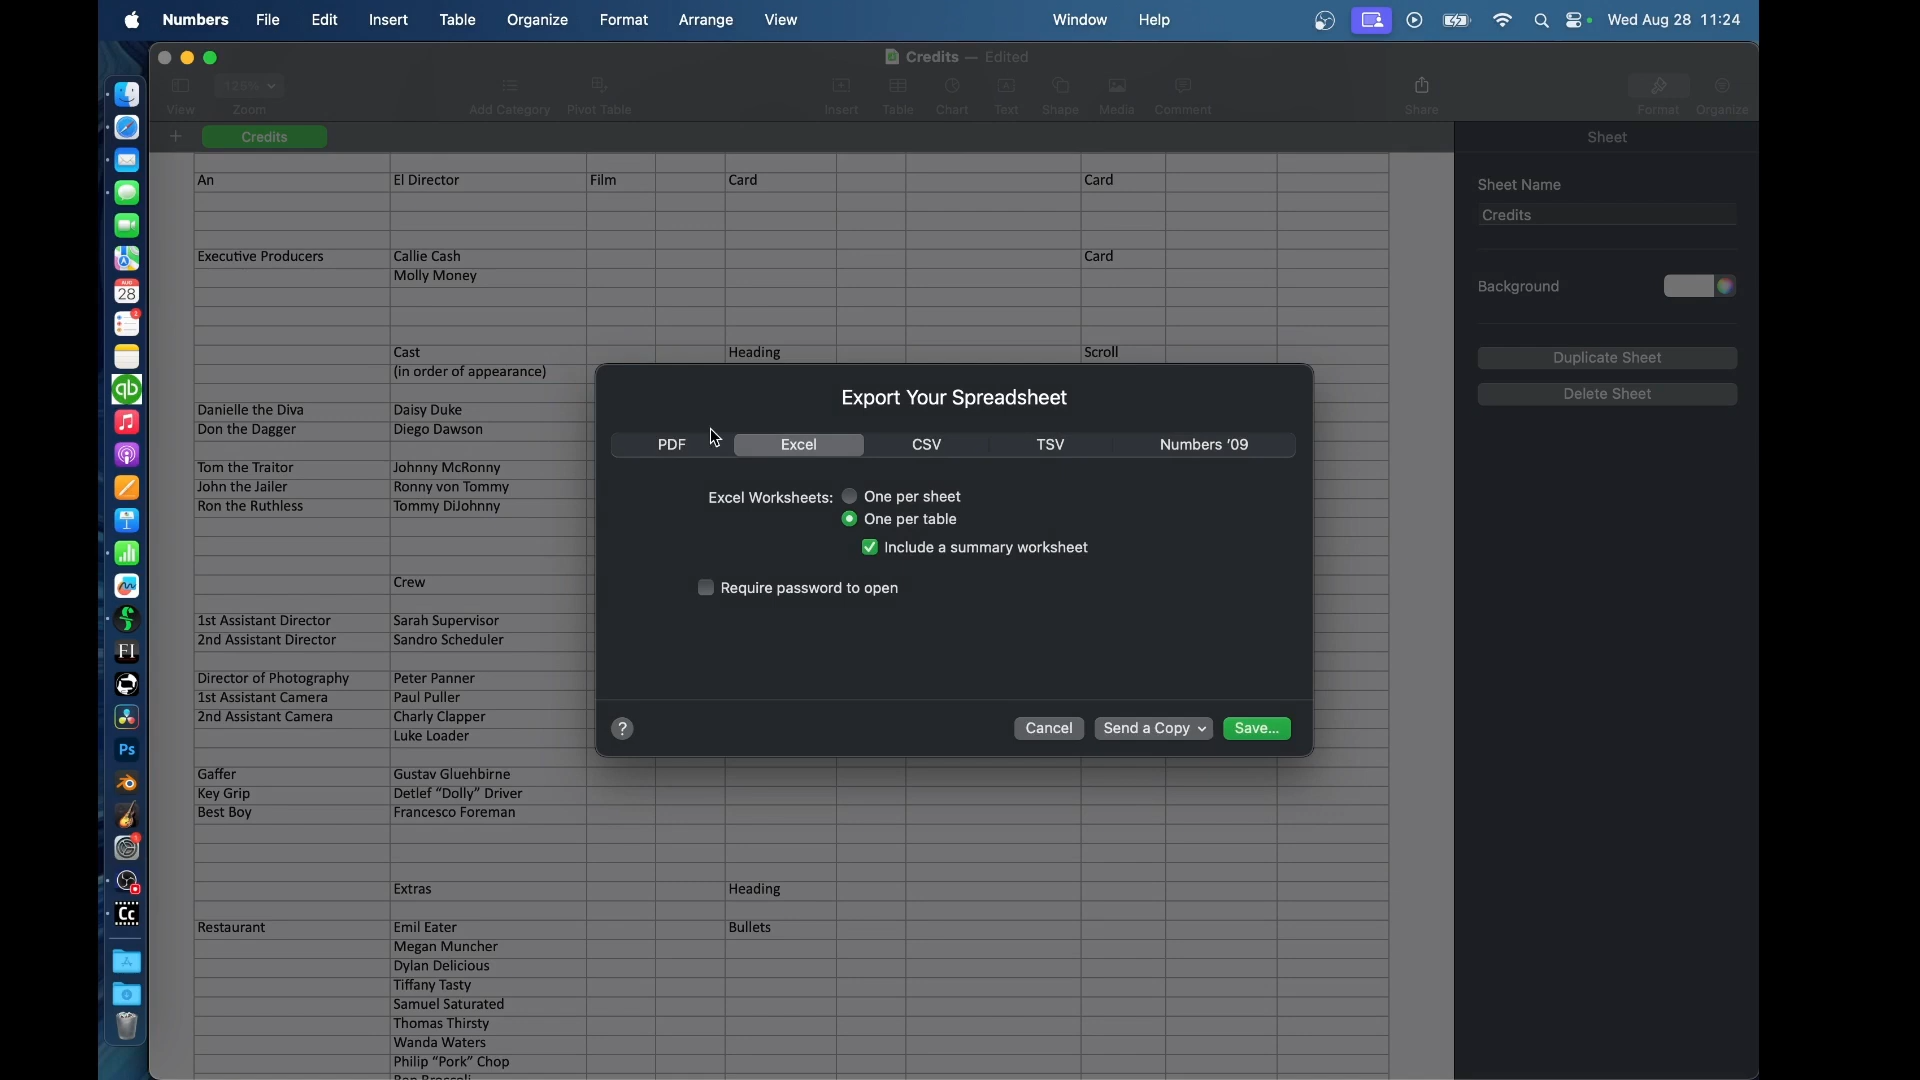 Numbers File Edit Insert Table Organize Format Arrange View Window Help Wed Aug 28 11:24
Credits — Edited
125%
View Zoom Add Category Pivot Table Insert Table Chart Text Shape Media Comment Share Format Organize
+ Credits Sheet
An El Director Film Card Card
Sheet Name
Credits
Executive Producers Callie Cash Card
Molly Money
Background
Cast Heading Scroll
(in order of appearance)
Duplicate Sheet
Delete Sheet
Danielle the Diva Daisy Duke
Don the Dagger Diego Dawson
Tom the Traitor Johnny McRonny
John the Jailer Ronny von Tommy
Ron the Ruthless Tommy DiJohnny
Crew
1st Assistant Director Sarah Supervisor
2nd Assistant Director Sandro Scheduler
Director of Photography Peter Panner
1st Assistant Camera Paul Puller
2nd Assistant Camera Charly Clapper
Luke Loader
Gaffer Gustav Gluehbirne
Key Grip Detlef “Dolly” Driver
Best Boy Francesco Foreman
Extras Heading
Restaurant Emil Eater Bullets
Megan Muncher
Dylan Delicious
Tiffany Tasty
Samuel Saturated
Thomas Thirsty
Wanda Waters
Philip “Pork” Chop
Export Your Spreadsheet
PDF Excel CSV TSV Numbers ’09
Excel Worksheets: One per sheet
One per table
Include a summary worksheet
Require password to open
? Cancel Send a Copy Save...
AUG
28
2
qb
FI
Ps
1
Cc